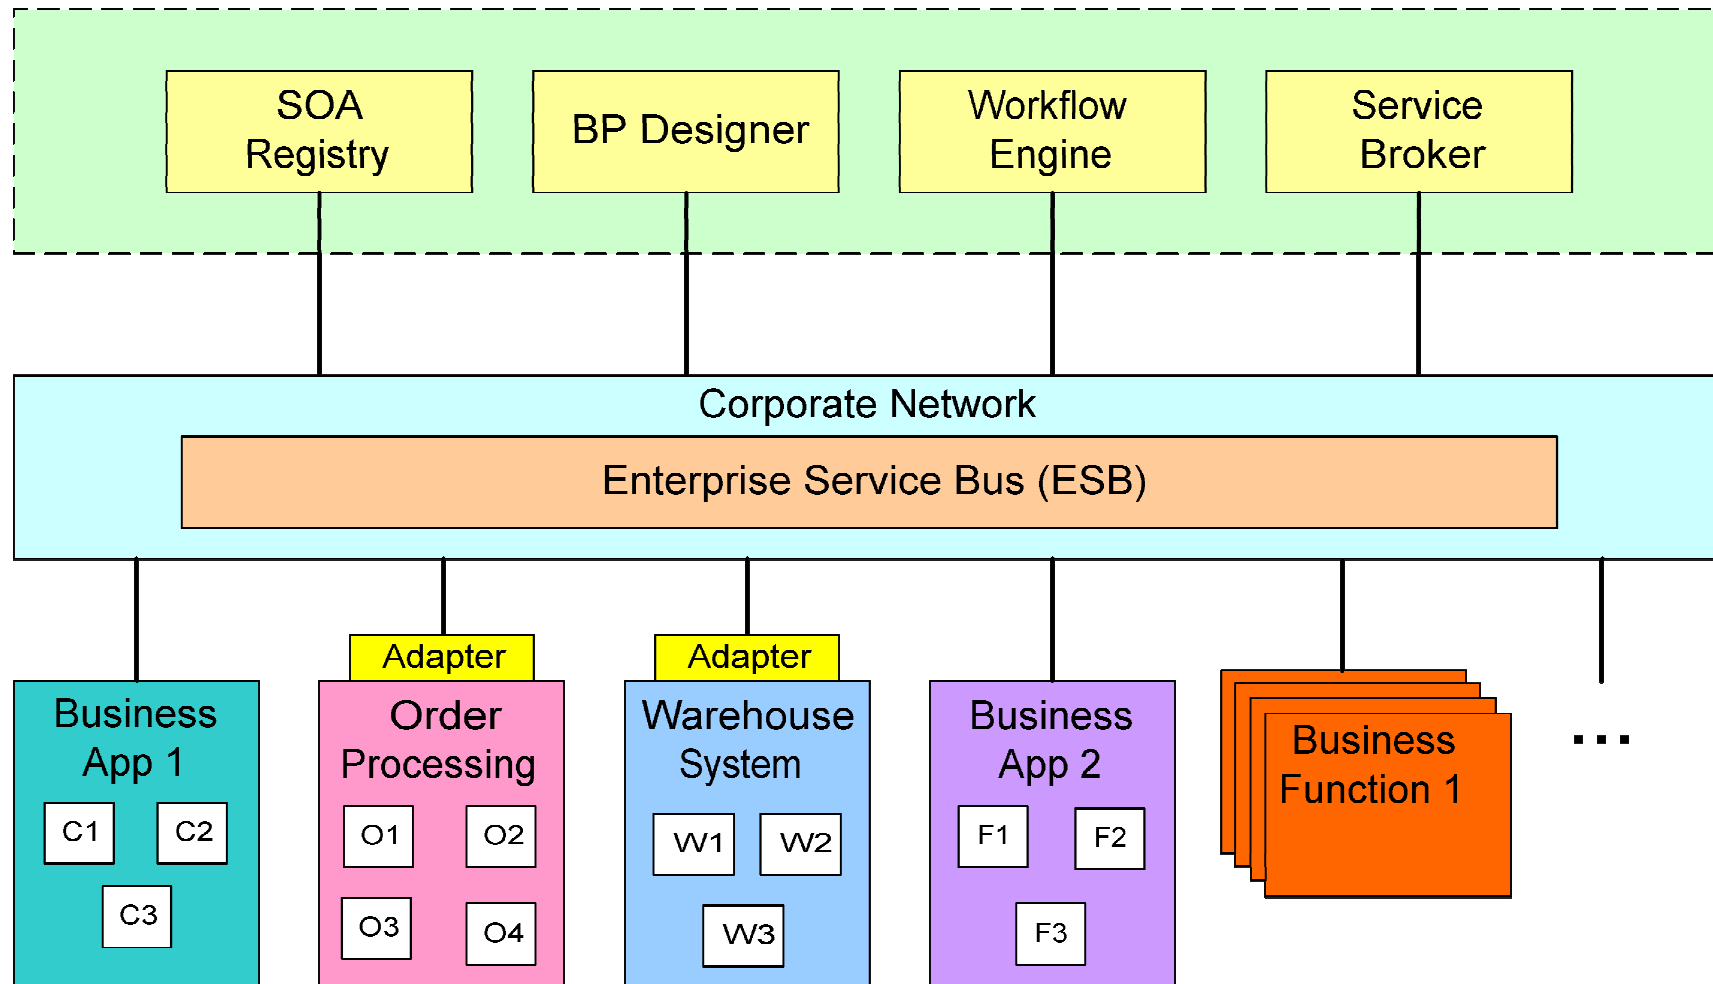 SOA
Registry
BP Designer
Workflow
Engine
Service
Broker
Corporate Network
Enterprise Service Bus (ESB)
Adapter
Adapter
Business
App 1
C1
C2
C3
Order
Processing
O1
O2
O3
O4
Warehouse
System
W1
W2
W3
Business
App 2
F1
F2
F3
Business
Function 1
...